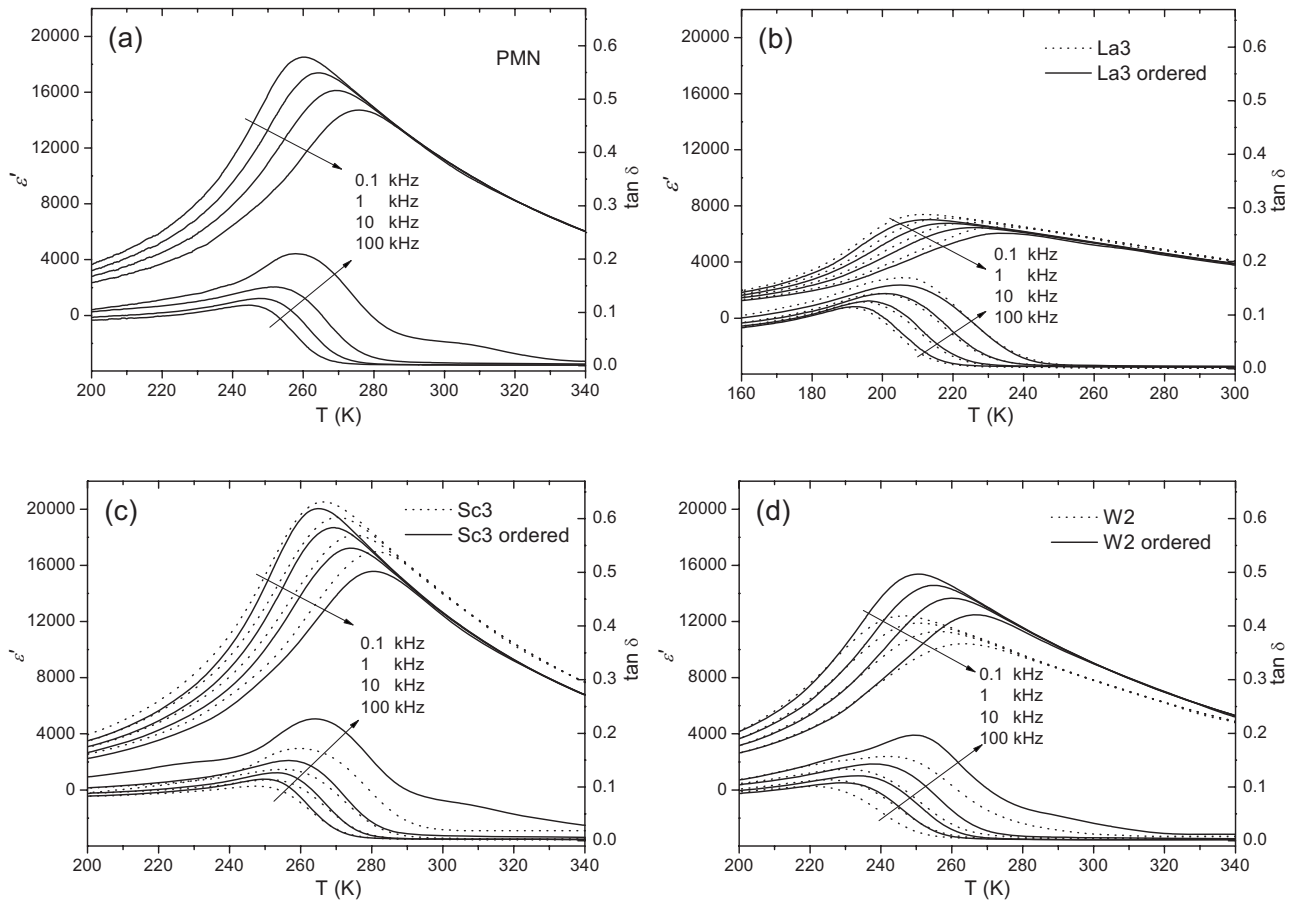 (a)
PMN
20000
16000
12000
8000
4000
0
0.6
0.5
0.4
0.3
0.2
0.1
0.0
ε'
tan δ
0.1 kHz
1 kHz
10 kHz
100 kHz
200 220 240 260 280 300 320 340
T (K)
(b)
La3
La3 ordered
20000
16000
12000
8000
4000
0
0.6
0.5
0.4
0.3
0.2
0.1
0.0
ε'
tan δ
0.1 kHz
1 kHz
10 kHz
100 kHz
160 180 200 220 240 260 280 300
T (K)
(c)
Sc3
Sc3 ordered
20000
16000
12000
8000
4000
0
0.6
0.5
0.4
0.3
0.2
0.1
0.0
ε'
tan δ
0.1 kHz
1 kHz
10 kHz
100 kHz
200 220 240 260 280 300 320 340
T (K)
(d)
W2
W2 ordered
20000
16000
12000
8000
4000
0
0.6
0.5
0.4
0.3
0.2
0.1
0.0
ε'
tan δ
0.1 kHz
1 kHz
10 kHz
100 kHz
200 220 240 260 280 300 320 340
T (K)